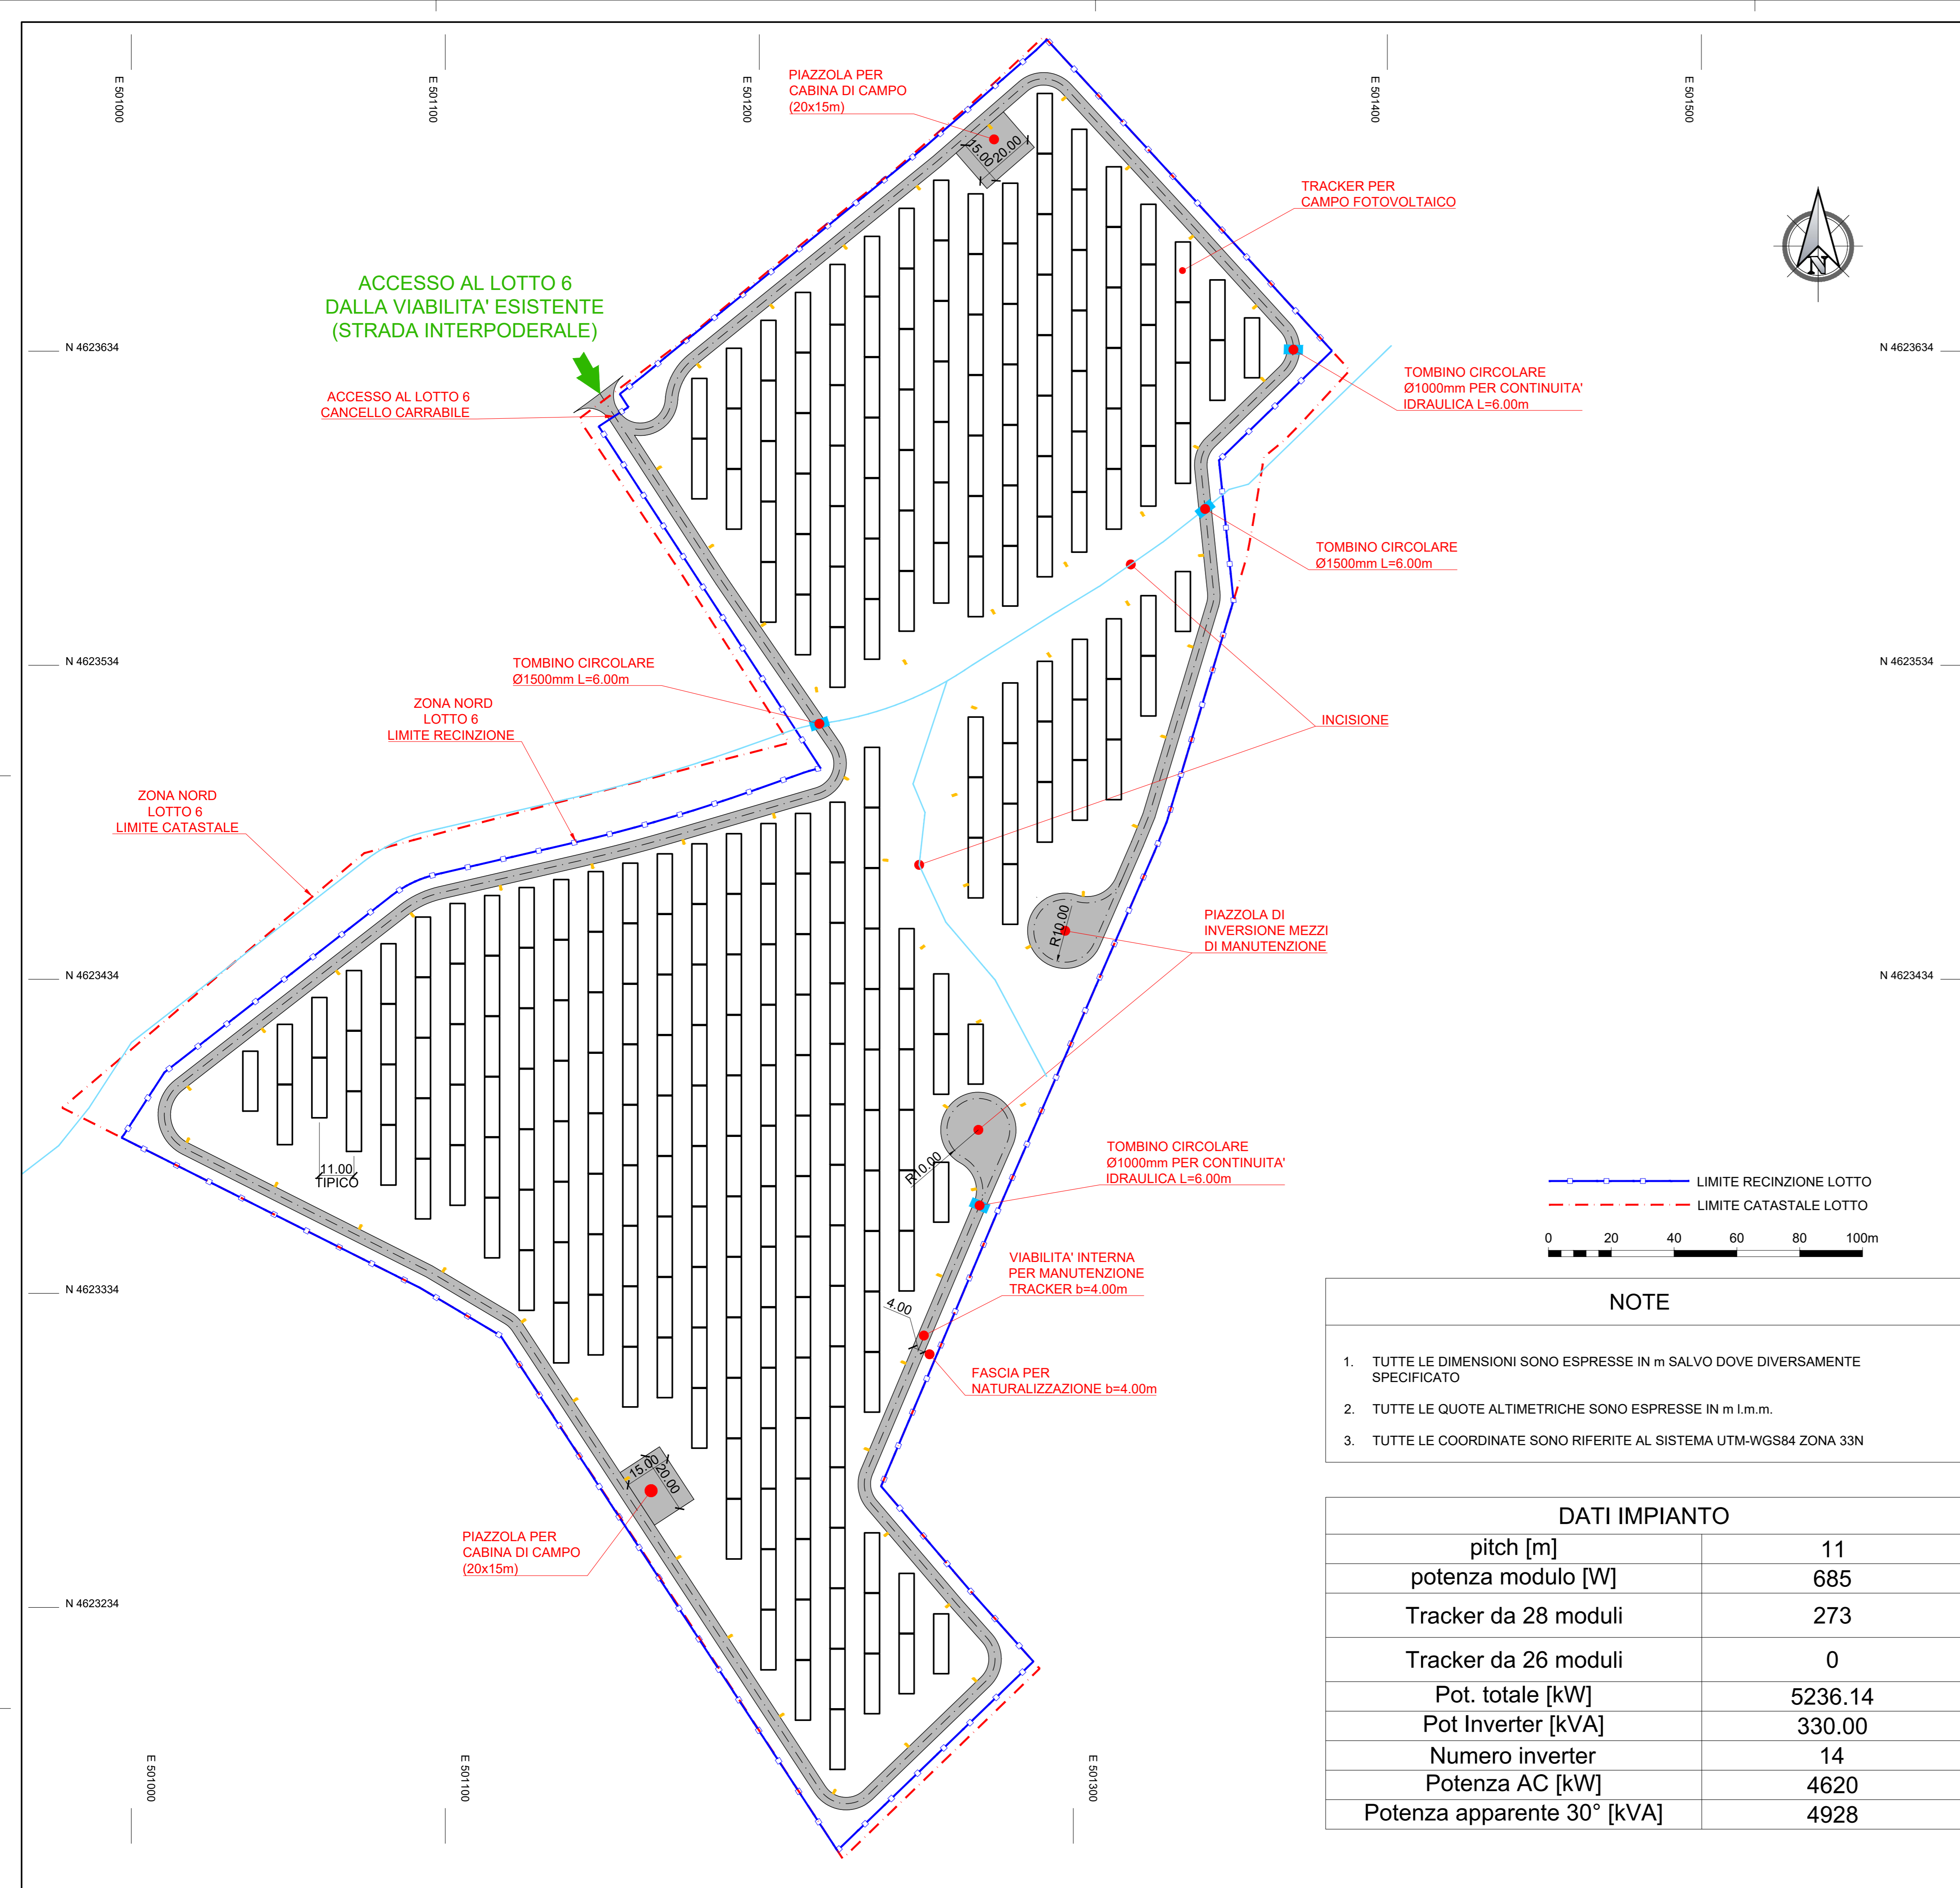 E 501000
E 501100
E 501200
E 501400
E 501500
PIAZZOLA PER
CABINA DI CAMPO
(20x15m)
15.00
20.00
TRACKER PER
CAMPO FOTOVOLTAICO
N
ACCESSO AL LOTTO 6
DALLA VIABILITA' ESISTENTE
(STRADA INTERPODERALE)
N 4623634
N 4623634
ACCESSO AL LOTTO 6
CANCELLO CARRABILE
TOMBINO CIRCOLARE
Ø1000mm PER CONTINUITA'
IDRAULICA L=6.00m
TOMBINO CIRCOLARE
Ø1500mm L=6.00m
N 4623534
N 4623534
TOMBINO CIRCOLARE
Ø1500mm L=6.00m
ZONA NORD
LOTTO 6
LIMITE RECINZIONE
INCISIONE
ZONA NORD
LOTTO 6
LIMITE CATASTALE
R10.00
PIAZZOLA DI
INVERSIONE MEZZI
DI MANUTENZIONE
N 4623434
N 4623434
11.00
TIPICO
R10.00
TOMBINO CIRCOLARE
Ø1000mm PER CONTINUITA'
IDRAULICA L=6.00m
LIMITE RECINZIONE LOTTO
LIMITE CATASTALE LOTTO
0 20 40 60 80 100m
VIABILITA' INTERNA
PER MANUTENZIONE
TRACKER b=4.00m
N 4623334
4.00
FASCIA PER
NATURALIZZAZIONE b=4.00m
NOTE
1. TUTTE LE DIMENSIONI SONO ESPRESSE IN m SALVO DOVE DIVERSAMENTE
SPECIFICATO
2. TUTTE LE QUOTE ALTIMETRICHE SONO ESPRESSE IN m l.m.m.
3. TUTTE LE COORDINATE SONO RIFERITE AL SISTEMA UTM-WGS84 ZONA 33N
15.00
20.00
PIAZZOLA PER
CABINA DI CAMPO
(20x15m)
N 4623234
DATI IMPIANTO
pitch [m] 11
potenza modulo [W] 685
Tracker da 28 moduli 273
Tracker da 26 moduli 0
Pot. totale [kW] 5236.14
Pot Inverter [kVA] 330.00
Numero inverter 14
Potenza AC [kW] 4620
Potenza apparente 30° [kVA] 4928
E 501000
E 501100
E 501300